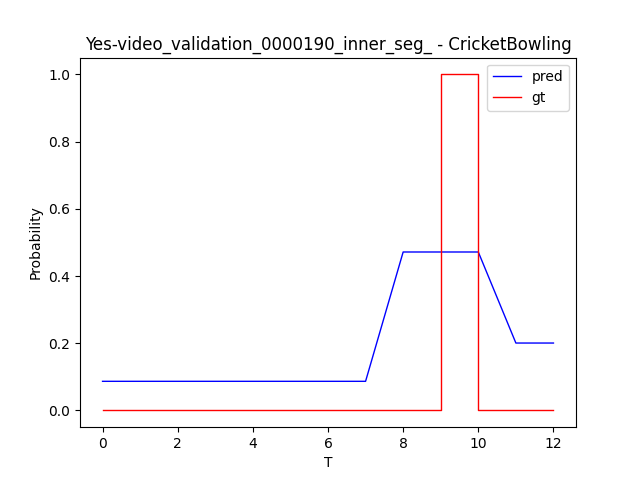 Yes-video_validation_0000190_inner_seg_ - CricketBowling
pred
gt
1.0
0.8
0.6
0.4
0.2
0.0
Probability
0 2 4 6 8 10 12
T